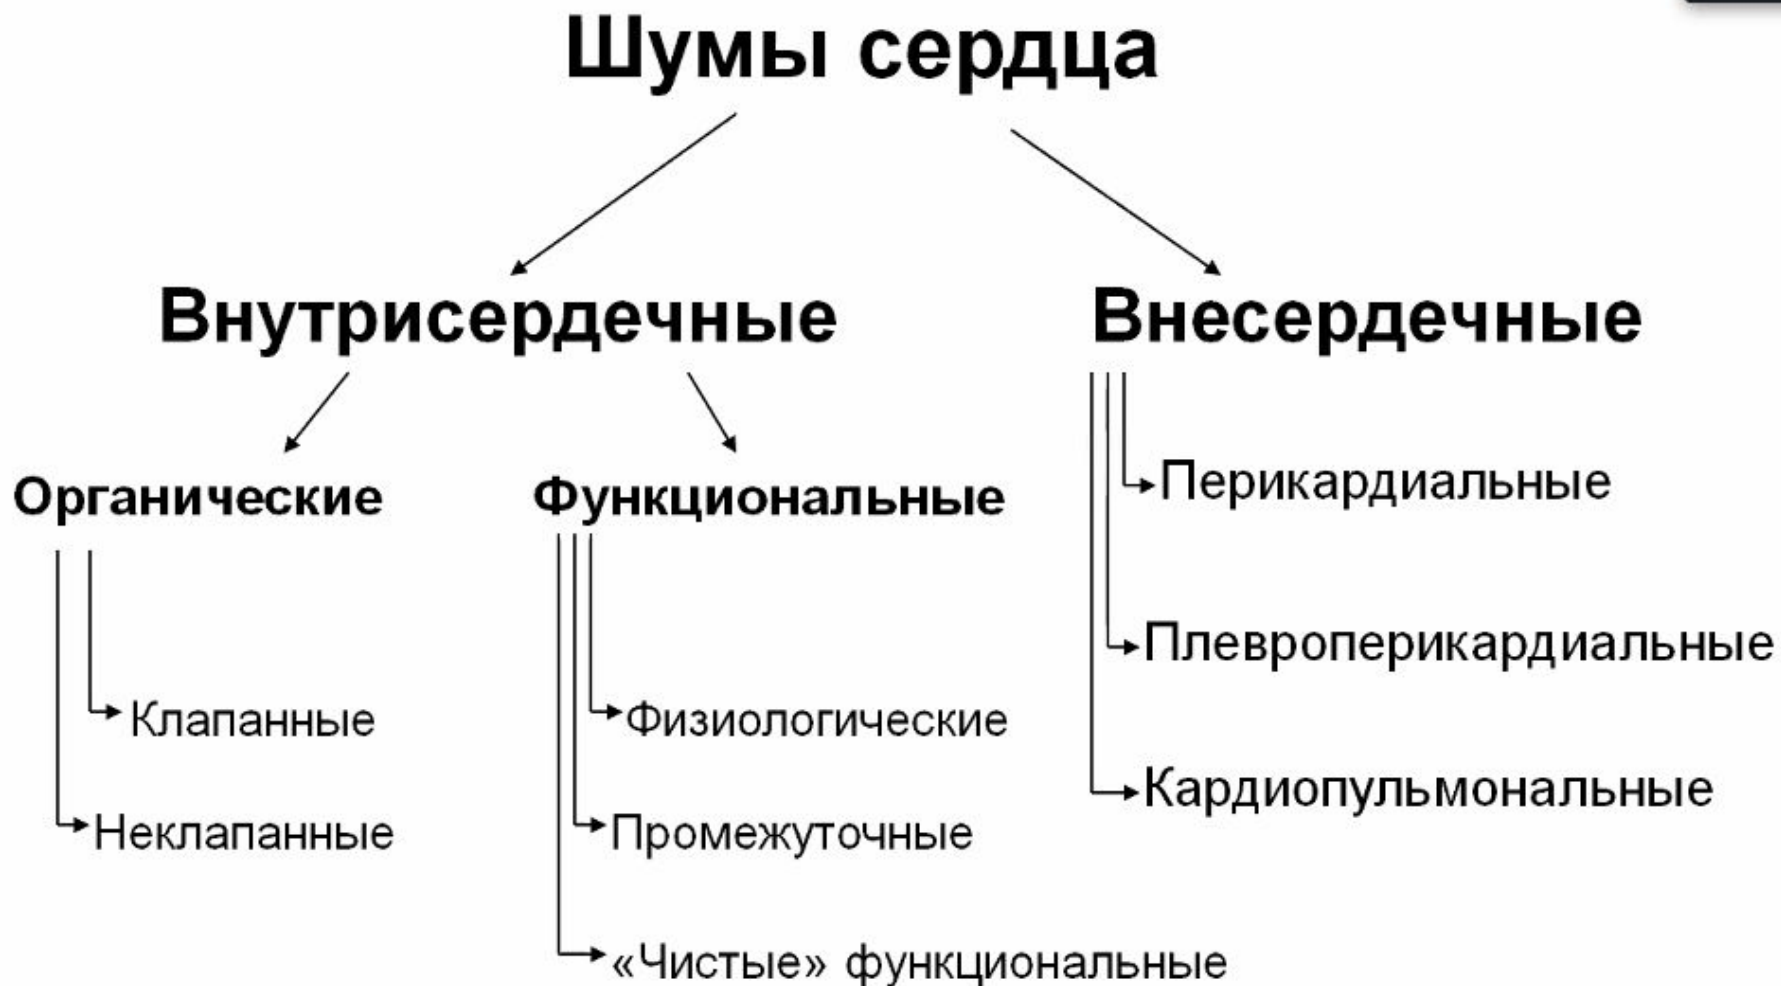 Шумы сердца
Внутрисердечные
Внесердечные
Органические
Функциональные
Перикардиальные
Плевроперикардиальные
Клапанные
Физиологические
Кардиопульмональные
Неклапанные
Промежуточные
«Чистые» функциональные